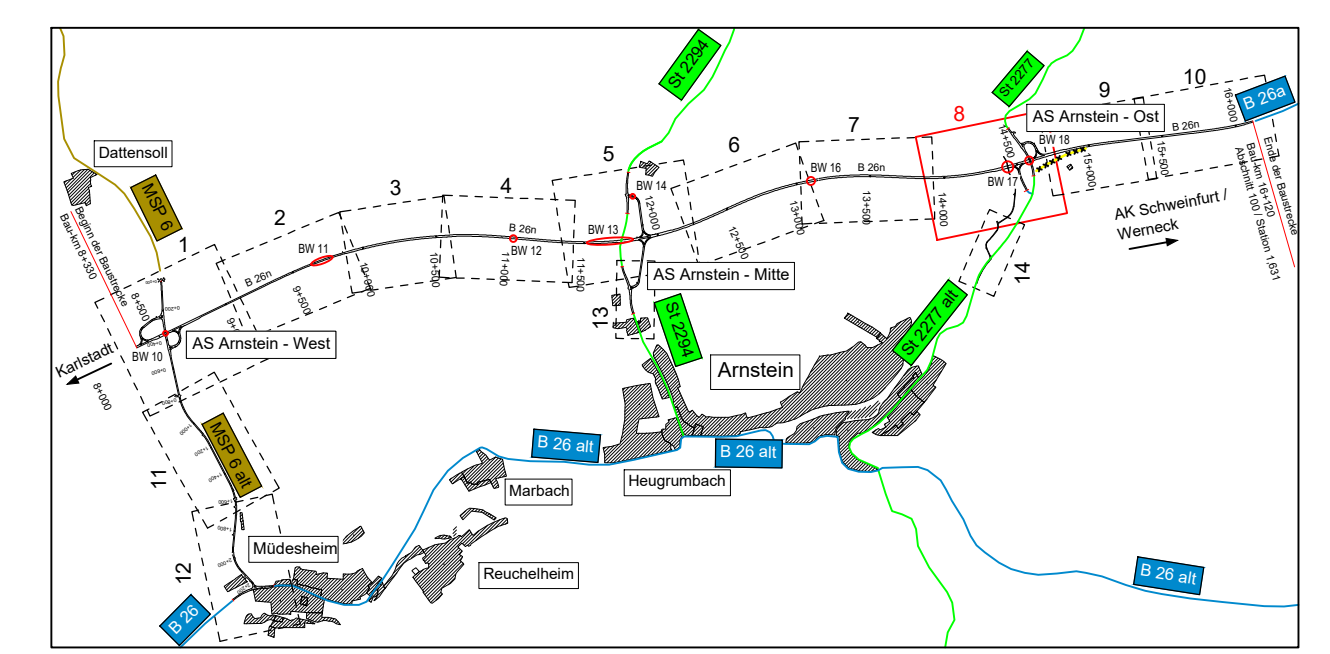 St 2294
St 2277
B 26a
10
9
8
7
6
5
4
3
2
1
Dattensoll
MSP 6
Beginn der Baustrecke
Bau-km 8+330
AS Arnstein - Ost
BW 18
BW 17
B 26n
14+500
15+000
15+500
16+000
Ende der Baustrecke
Bau-km 16+120
Abschnitt 100 / Station 1,631
AK Schweinfurt /
Werneck
BW 16
B 26n
13+000
13+500
14+000
BW 14
12+000
12+500
BW 13
B 26n
BW 12
11+000
11+500
BW 11
10+500
B 26n
9+500
8+500
BW 10
AS Arnstein - West
AS Arnstein - Mitte
Karlstadt
8+000
13
14
St 2294
St 2277 alt
Arnstein
MSP 6 alt
11
B 26 alt
B 26 alt
Heugrumbach
Marbach
Müdesheim
Reuchelheim
12
B 26
B 26 alt